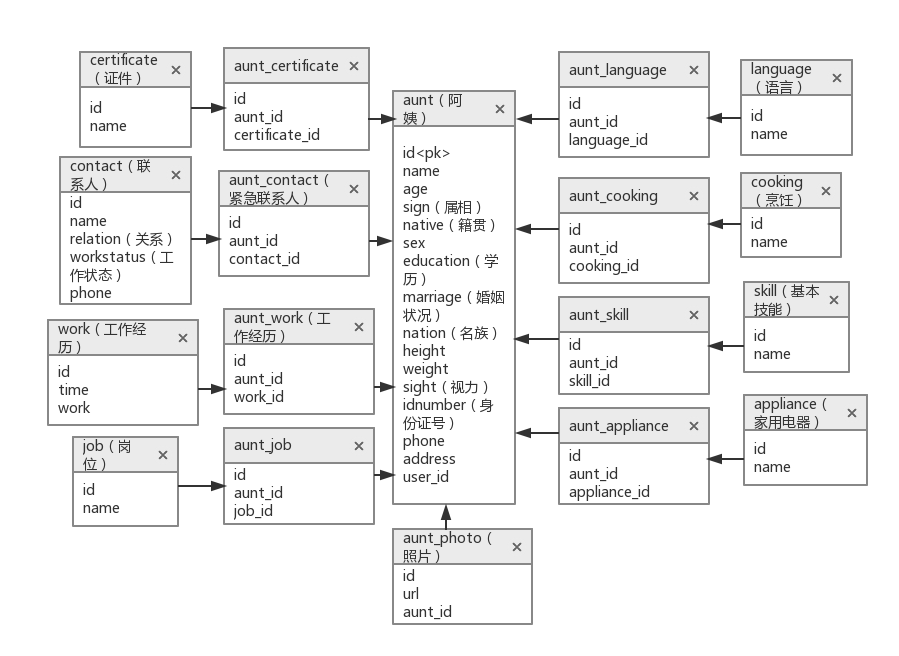 certificate
（证件）
id
name
aunt_certificate
id
aunt_id
certificate_id
contact（联
系人）
id
name
relation（关系）
workstatus（工
作状态）
phone
aunt_contact（
紧急联系人）
id
aunt_id
contact_id
work（工作经
历）
id
time
work
aunt_work（工
作经历）
id
aunt_id
work_id
job（岗
位）
id
name
aunt_job
id
aunt_id
job_id
aunt（阿
姨）
id<pk>
name
age
sign（属相）
native（籍贯）
sex
education（学
历）
marriage（婚姻
状况）
nation（名族）
height
weight
sight（视力）
idnumber（身
份证号）
phone
address
user_id
aunt_photo（
照片）
id
url
aunt_id
aunt_language
id
aunt_id
language_id
language
（语言）
id
name
aunt_cooking
id
aunt_id
cooking_id
cooking
（烹饪）
id
name
aunt_skill
id
aunt_id
skill_id
skill（基本
技能）
id
name
aunt_appliance
id
aunt_id
appliance_id
appliance（
家用电器）
id
name